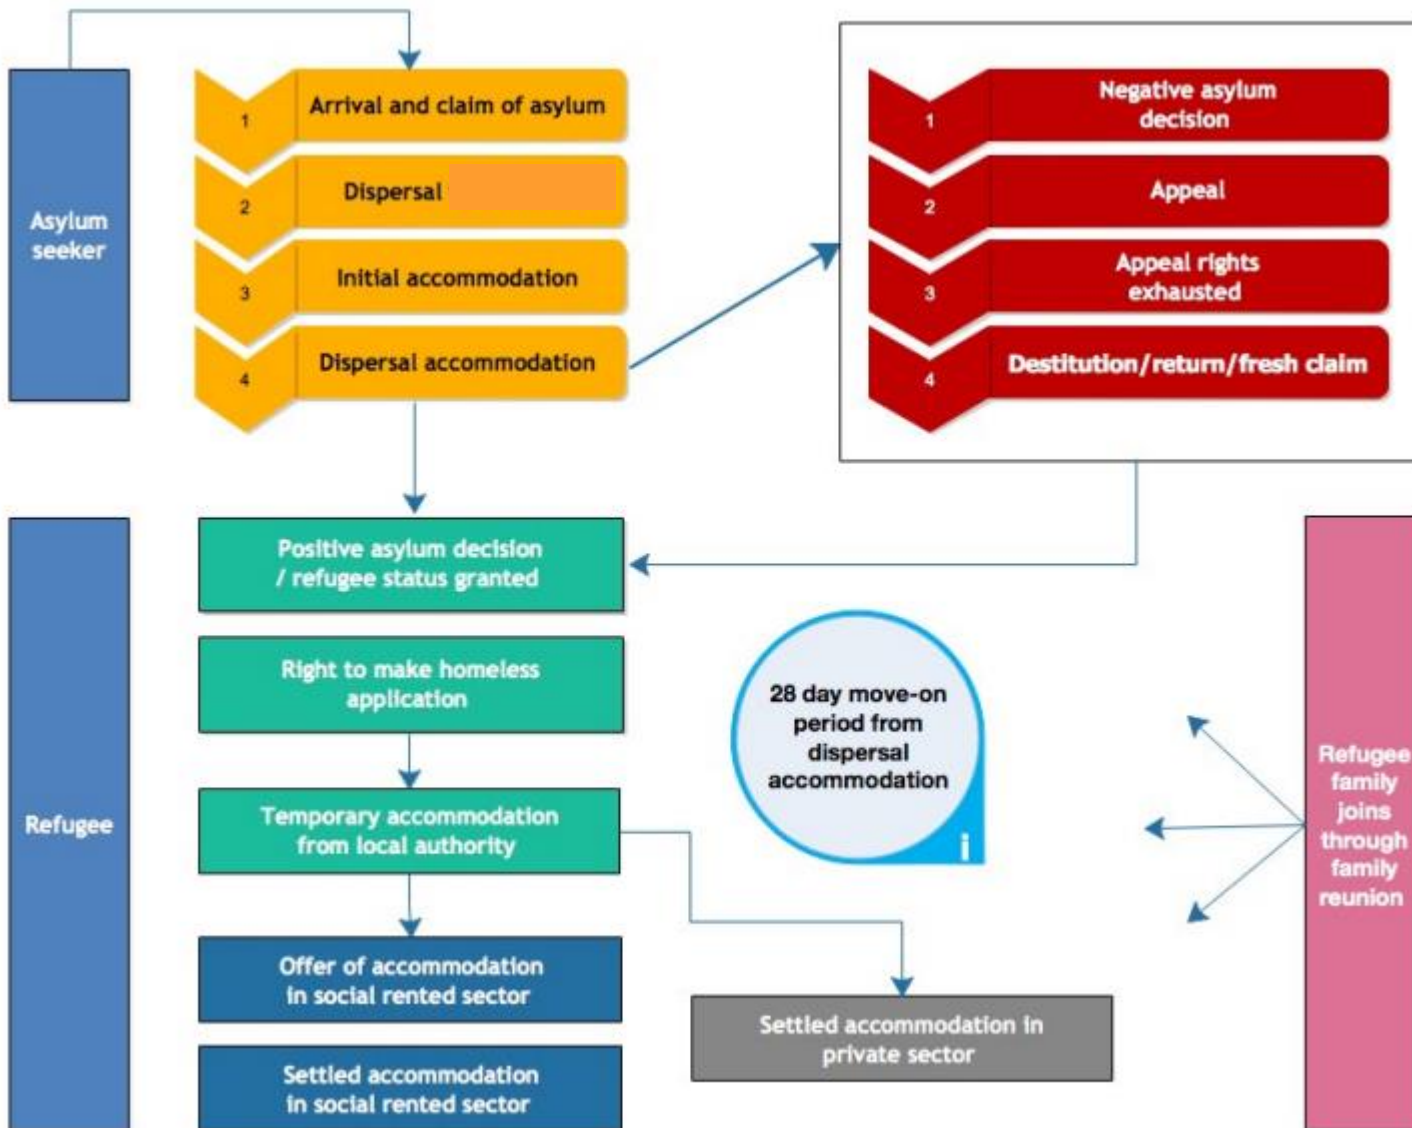 Asylum
seeker
1
Arrival and claim of asylum
2
Dispersal
3
Initial accommodation
4
Dispersal accommodation
1
Negative asylum
decision
2
Appeal
3
Appeal rights
exhausted
4
Destitution/return/fresh claim
Refugee
Positive asylum decision
/ refugee status granted
Right to make homeless
application
Temporary accommodation
from local authority
Offer of accommodation
in social rented sector
Settled accommodation
in social rented sector
28 day move-on
period from
dispersal
accommodation
i
Settled accommodation in
private sector
Refugee
family
joins
through
family
reunion